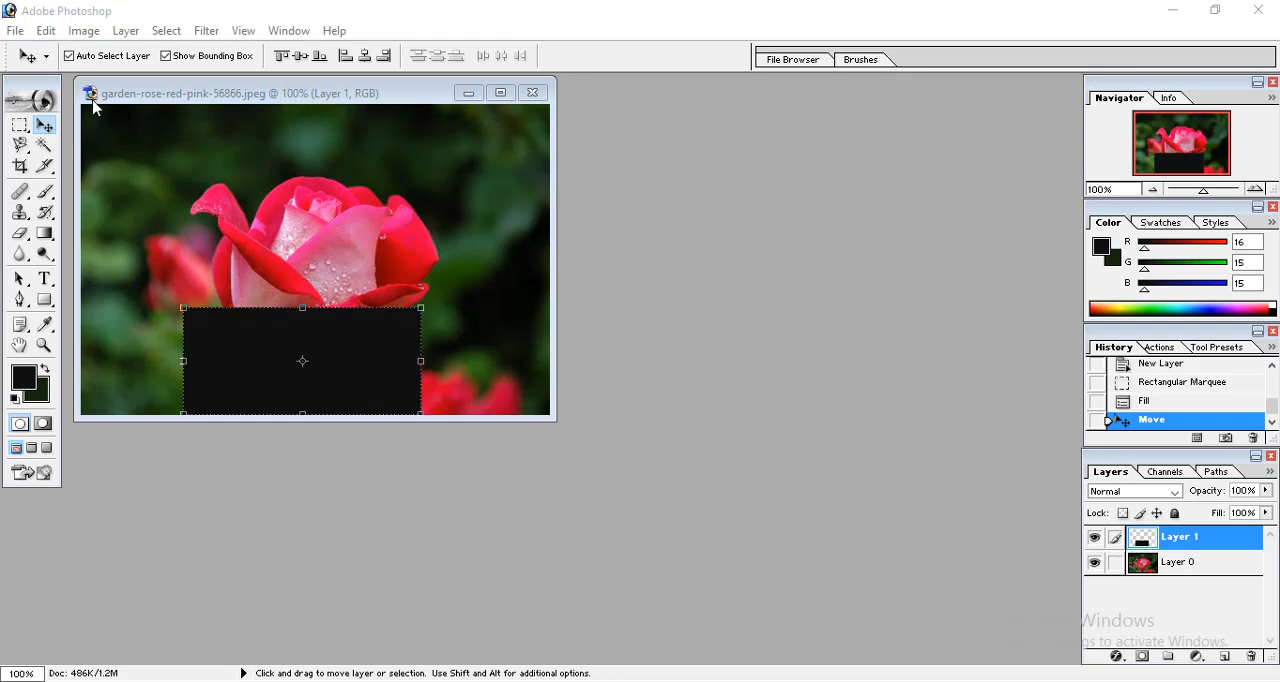 Adobe Photoshop
File Edit Image Layer Select Filter View Window Help
Auto Select Layer Show Bounding Box File Browser Brushes
garden-rose-red-pink-56866.jpeg @ 100% (Layer 1, RGB)
Navigator Info
100%
Color Swatches Styles
R 16
G 15
B 15
History Actions Tool Presets
New Layer
Rectangular Marquee
Fill
Move
Layers Channels Paths
Normal Opacity: 100%
Lock: Fill: 100%
Layer 1
Layer 0
Windows
gs to activate Windows.
100% Doc: 486K/1.2M Click and drag to move layer or selection. Use Shift and Alt for additional options.